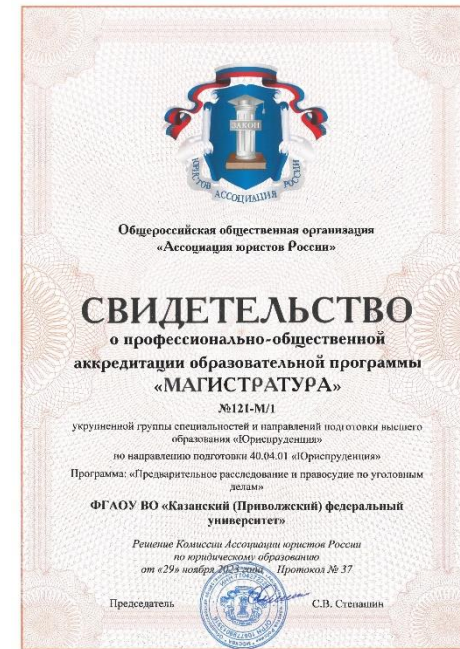 ЗАКОН
ЮРИСТОВ АССОЦИАЦИЯ РОССИИ
Общероссийская общественная организация
«Ассоциация юристов России»
СВИДЕТЕЛЬСТВО
о профессионально-общественной
аккредитации образовательной программы
«МАГИСТРАТУРА»
№121-М/1
укрупненной группы специальностей и направлений подготовки высшего
образования «Юриспруденция»
по направлению подготовки 40.04.01 «Юриспруденция»
Программа: «Предварительное расследование и правосудие по уголовным
делам»
ФГАОУ ВО «Казанский (Приволжский) федеральный
университет»
Решение Комиссии Ассоциации юристов России
по юридическому образованию
от «29» ноября 2023 года Протокол № 37
Председатель С.В. Степашин